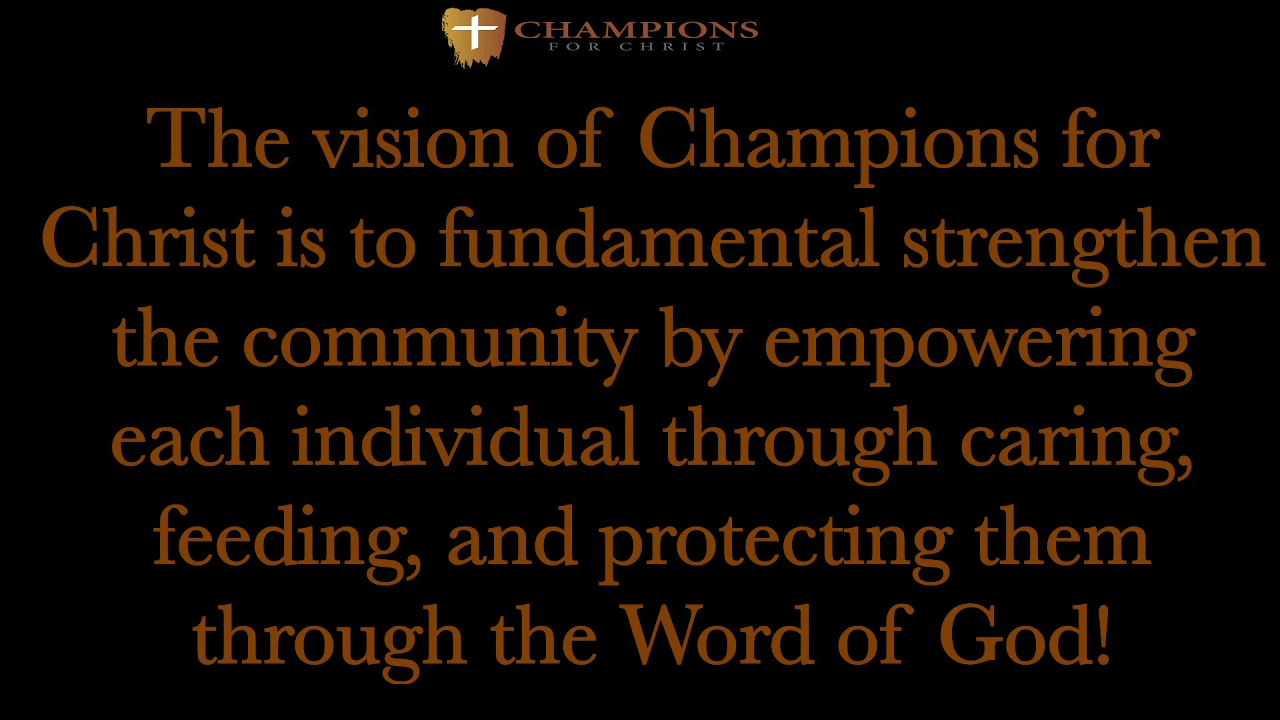 CHAMPIONS
FOR CHRIST
The vision of Champions for
Christ is to fundamental strengthen
the community by empowering
each individual through caring,
feeding, and protecting them
through the Word of God!